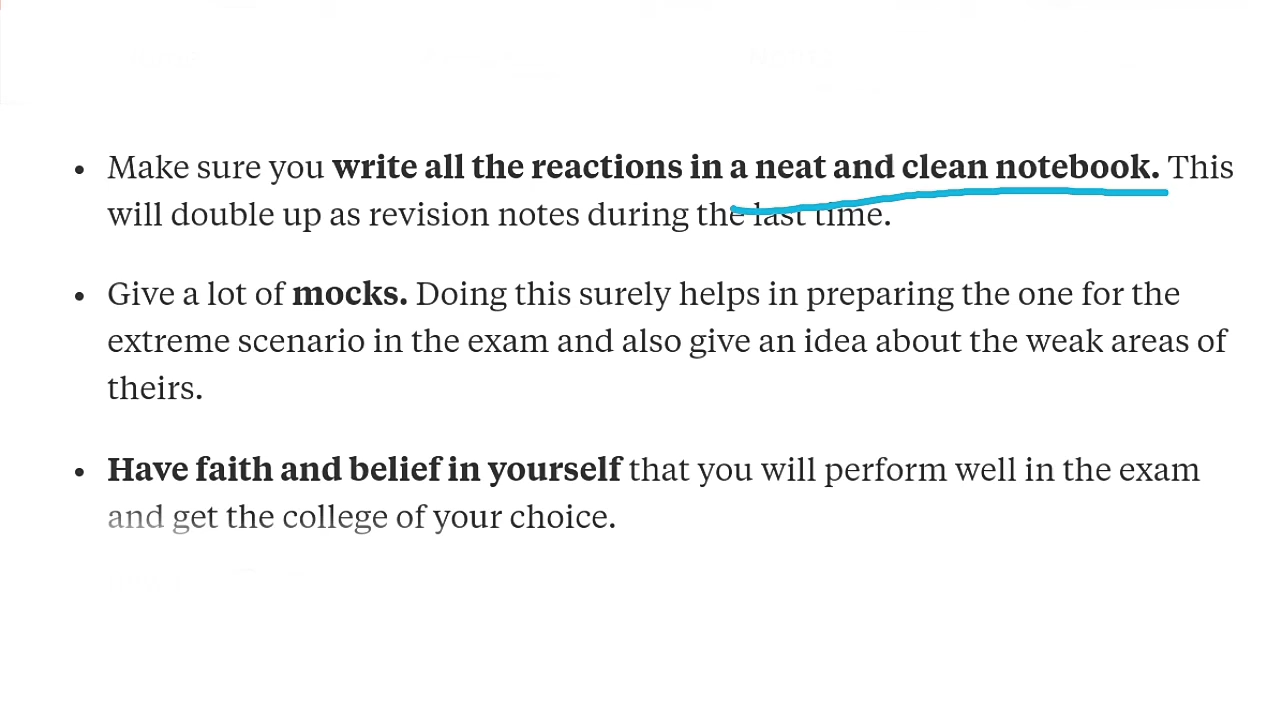 • Make sure you write all the reactions in a neat and clean notebook. This
will double up as revision notes during the last time.
• Give a lot of mocks. Doing this surely helps in preparing the one for the
extreme scenario in the exam and also give an idea about the weak areas of
theirs.
• Have faith and belief in yourself that you will perform well in the exam
and get the college of your choice.